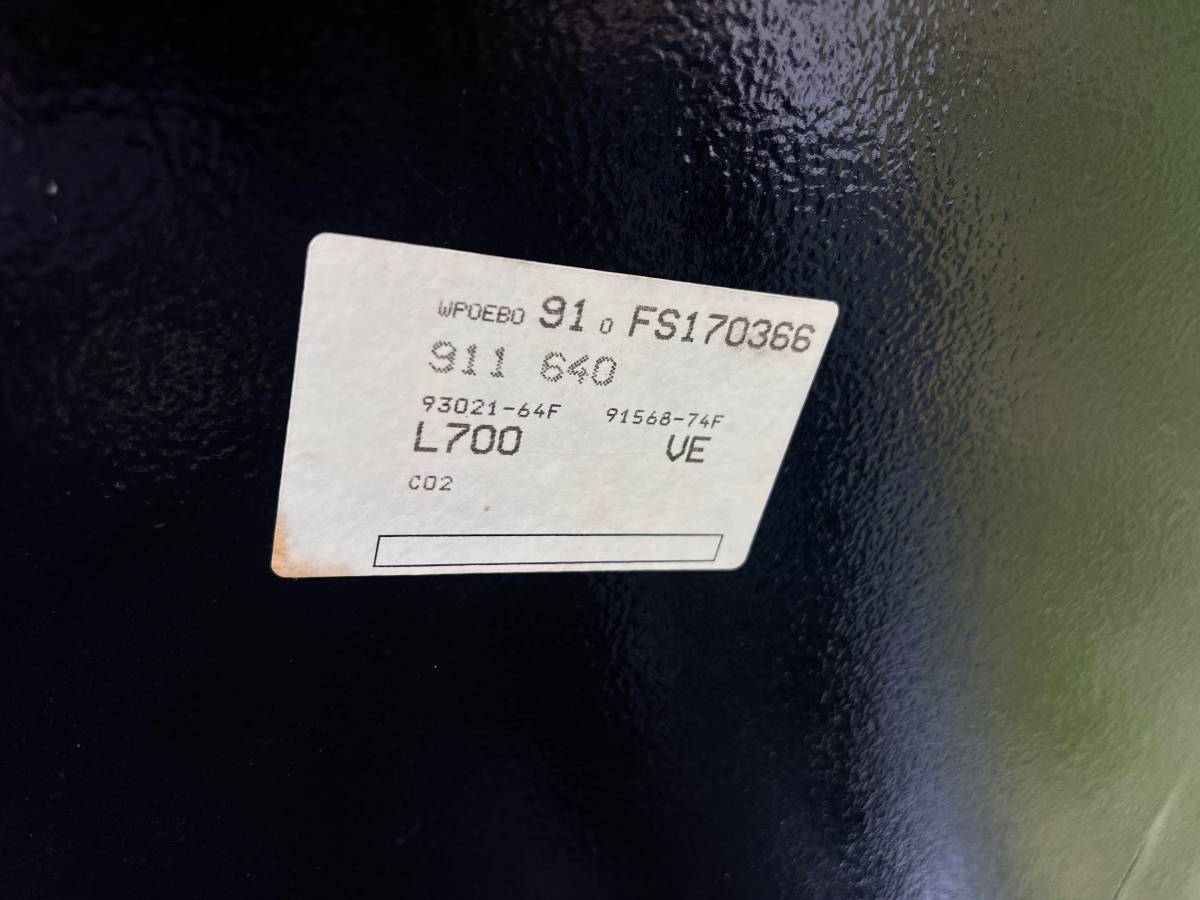 WP0EB0 91 0 FS170366
911 640
93021-64F 91568-74F
L700 VE
C02